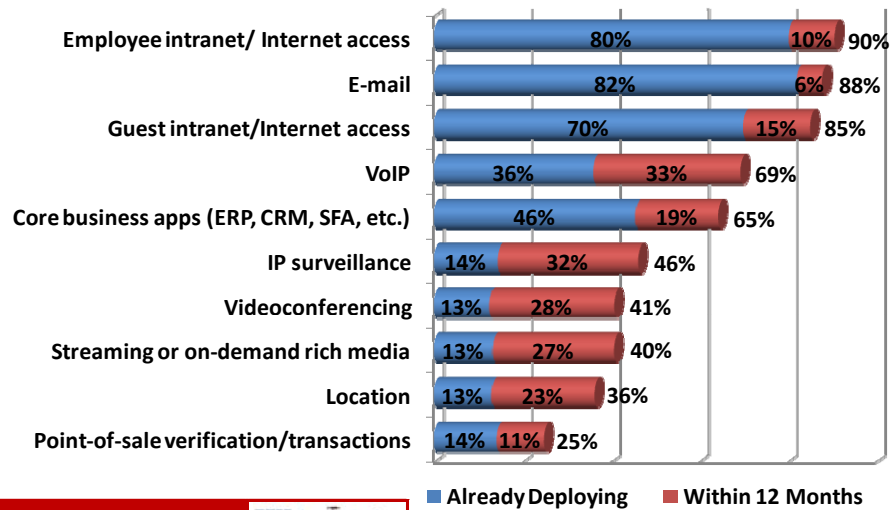 Employee intranet/ Internet access 80% 10% 90%
E-mail 82% 6% 88%
Guest intranet/Internet access 70% 15% 85%
VoIP 36% 33% 69%
Core business apps (ERP, CRM, SFA, etc.) 46% 19% 65%
IP surveillance 14% 32% 46%
Videoconferencing 13% 28% 41%
Streaming or on-demand rich media 13% 27% 40%
Location 13% 23% 36%
Point-of-sale verification/transactions 14% 11% 25%
Already Deploying Within 12 Months